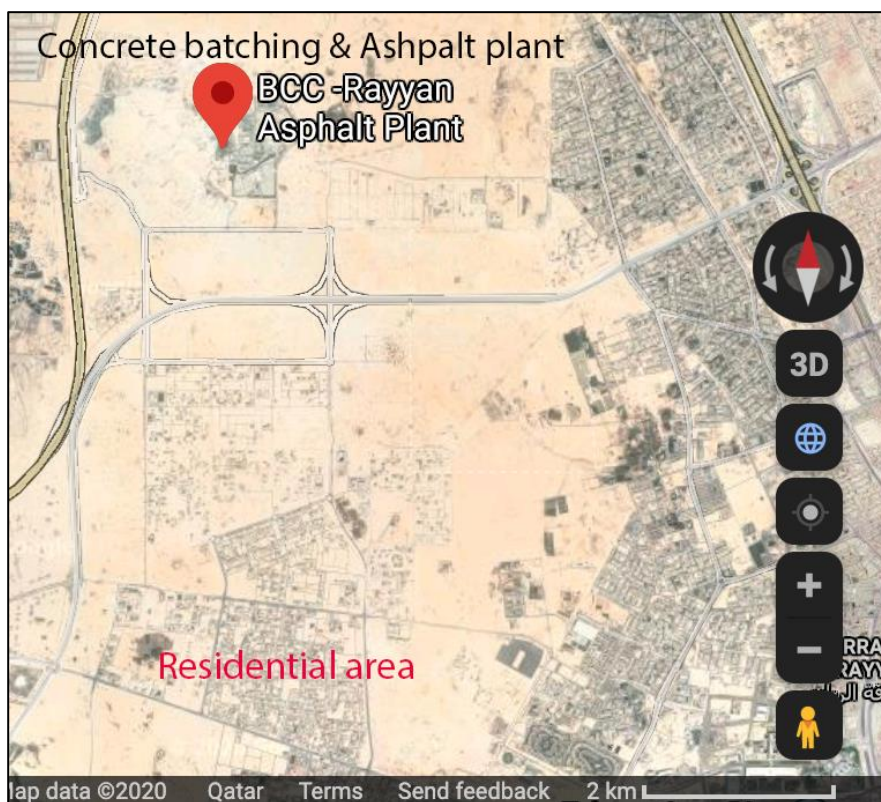 Concrete batching & Ashpalt plant
BCC -Rayyan
Asphalt Plant
3D
Residential area
Map data ©2020
Qatar
Terms
Send feedback
2 km